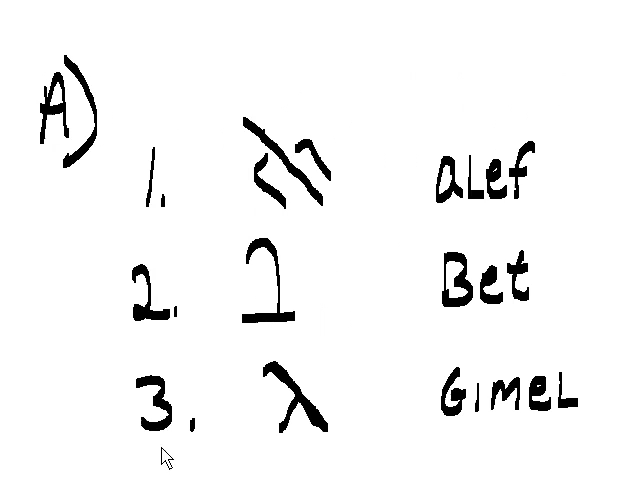 A)
1. א aLef
2. ב Bet
3. ג GimeL